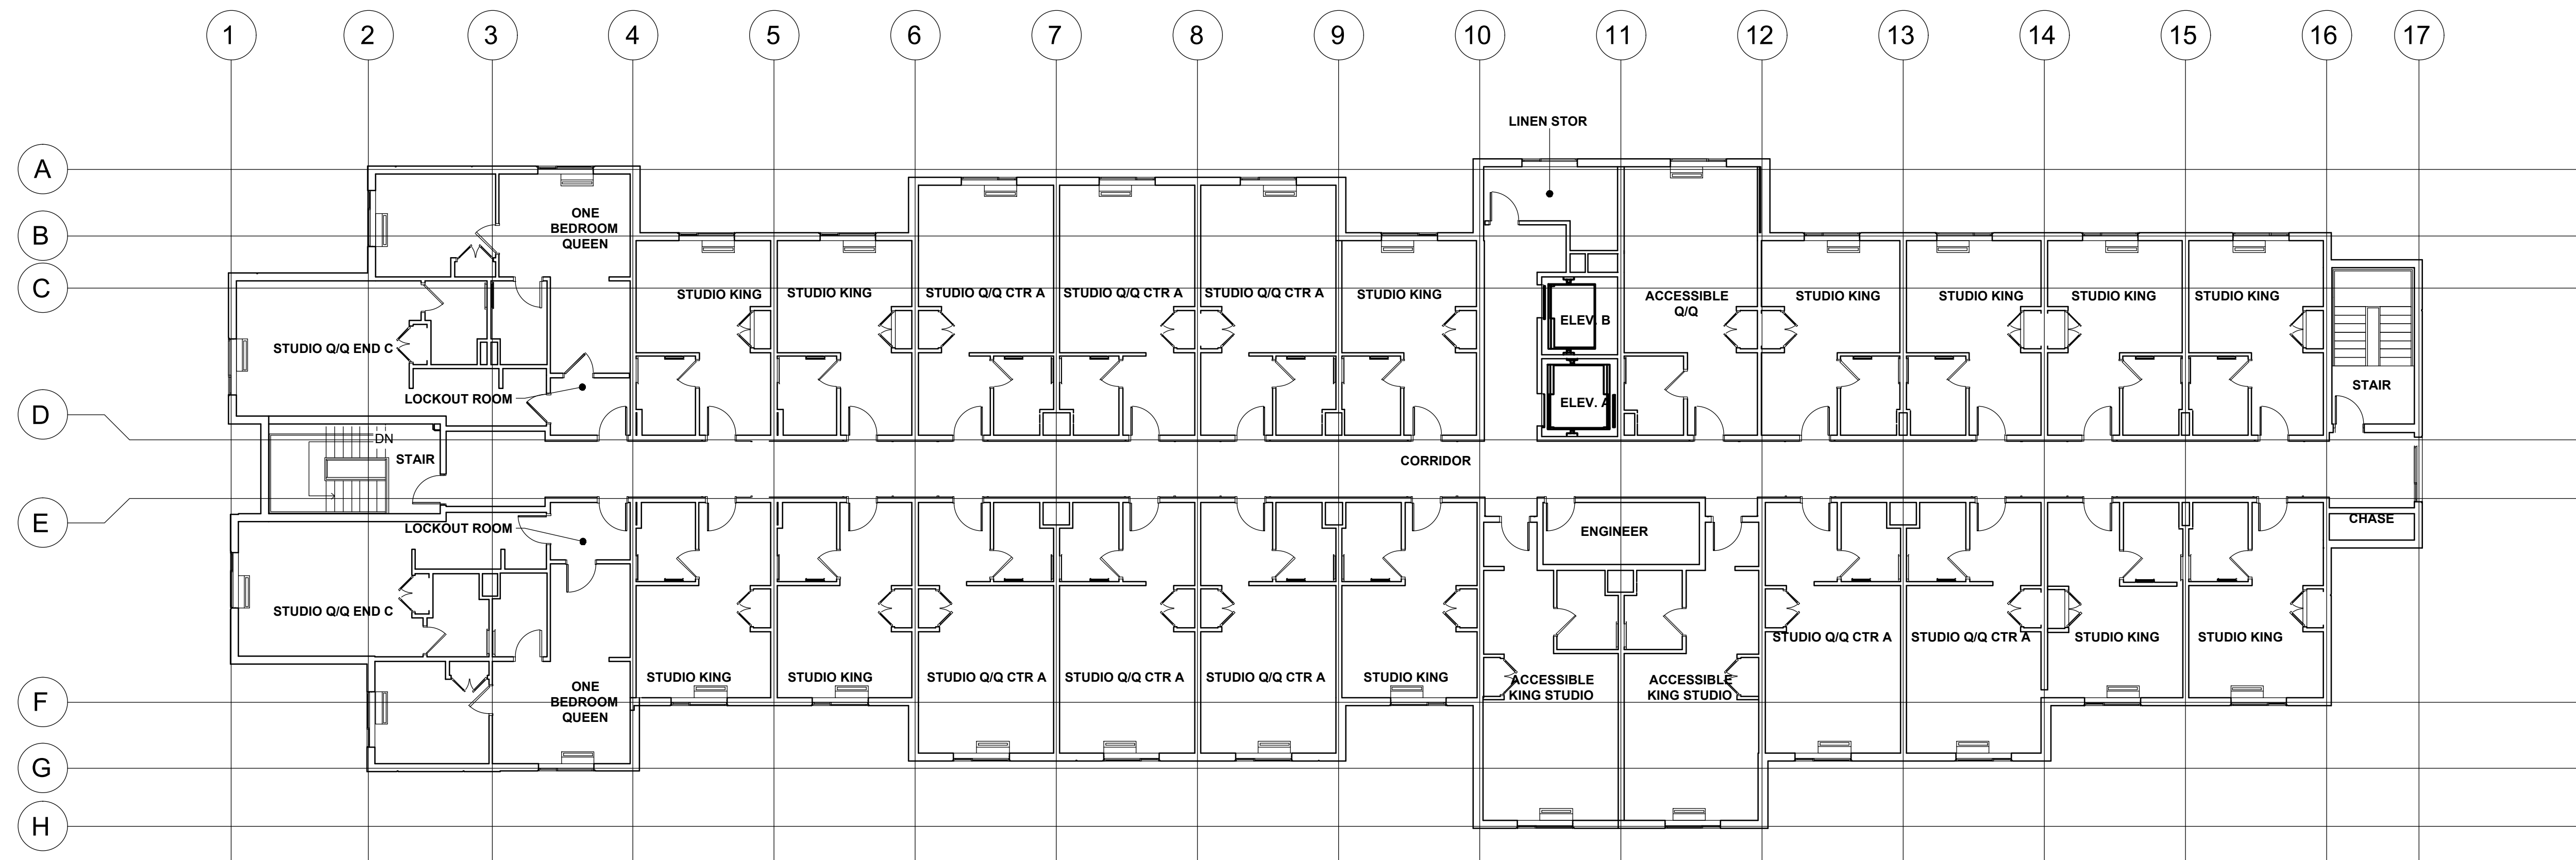 1 2 3 4 5 6 7 8 9 10 11 12 13 14 15 16 17
LINEN STOR
A
ONE
BEDROOM
QUEEN
B
C
STUDIO KING STUDIO KING STUDIO Q/Q CTR A STUDIO Q/Q CTR A STUDIO Q/Q CTR A STUDIO KING
ACCESSIBLE
Q/Q
STUDIO KING STUDIO KING STUDIO KING STUDIO KING
ELEV. B
STUDIO Q/Q END C
STAIR
LOCKOUT ROOM
ELEV. A
D
DN
STAIR
CORRIDOR
E
LOCKOUT ROOM
ENGINEER
CHASE
STUDIO Q/Q END C
STUDIO Q/Q CTR A STUDIO Q/Q CTR A STUDIO KING STUDIO KING
STUDIO KING STUDIO KING STUDIO Q/Q CTR A STUDIO Q/Q CTR A STUDIO Q/Q CTR A STUDIO KING
ACCESSIBLE
KING STUDIO
ACCESSIBLE
KING STUDIO
ONE
BEDROOM
QUEEN
F
G
H